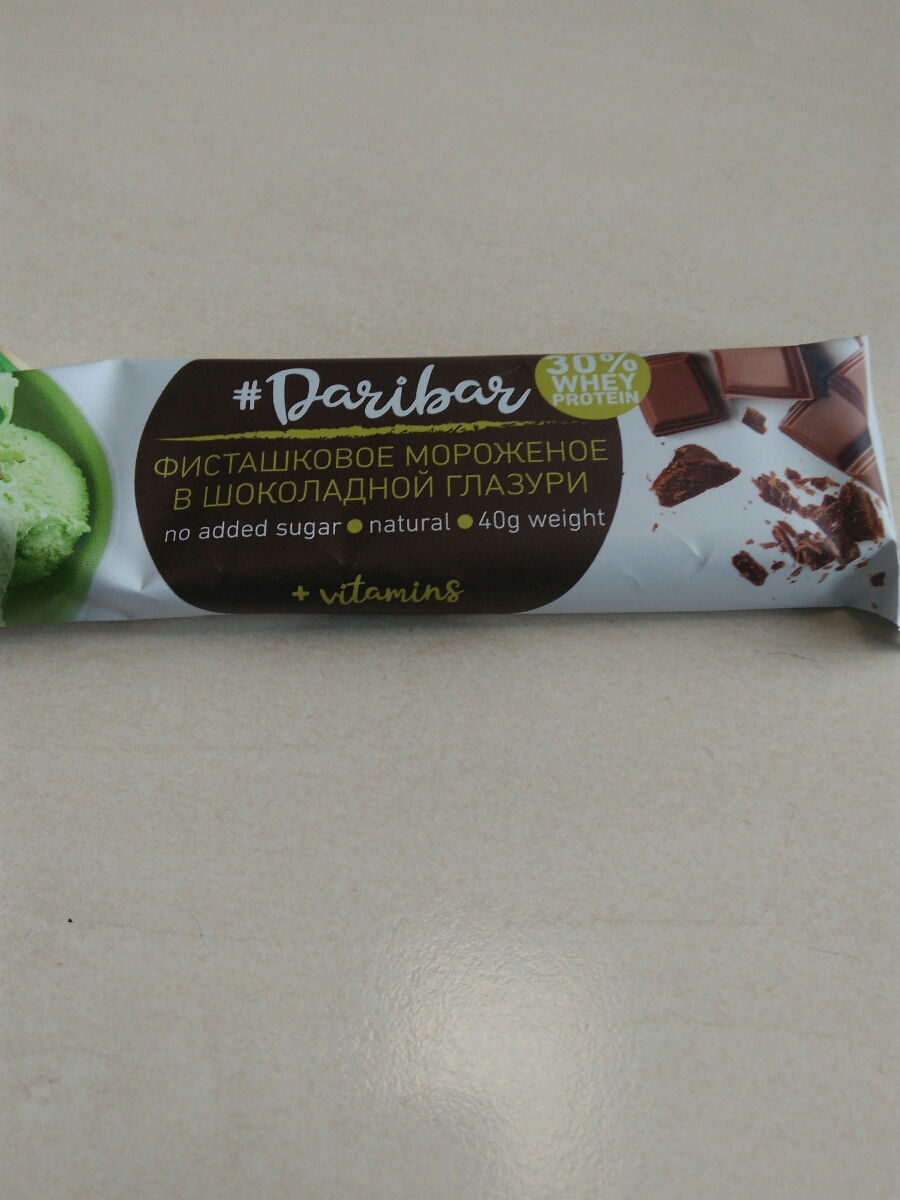 #Daribar
30%
WHEY
PROTEIN
ФИСТАШКОВОЕ МОРОЖЕНОЕ
В ШОКОЛАДНОЙ ГЛАЗУРИ
no added sugar ● natural ● 40g weight
+ vitamins